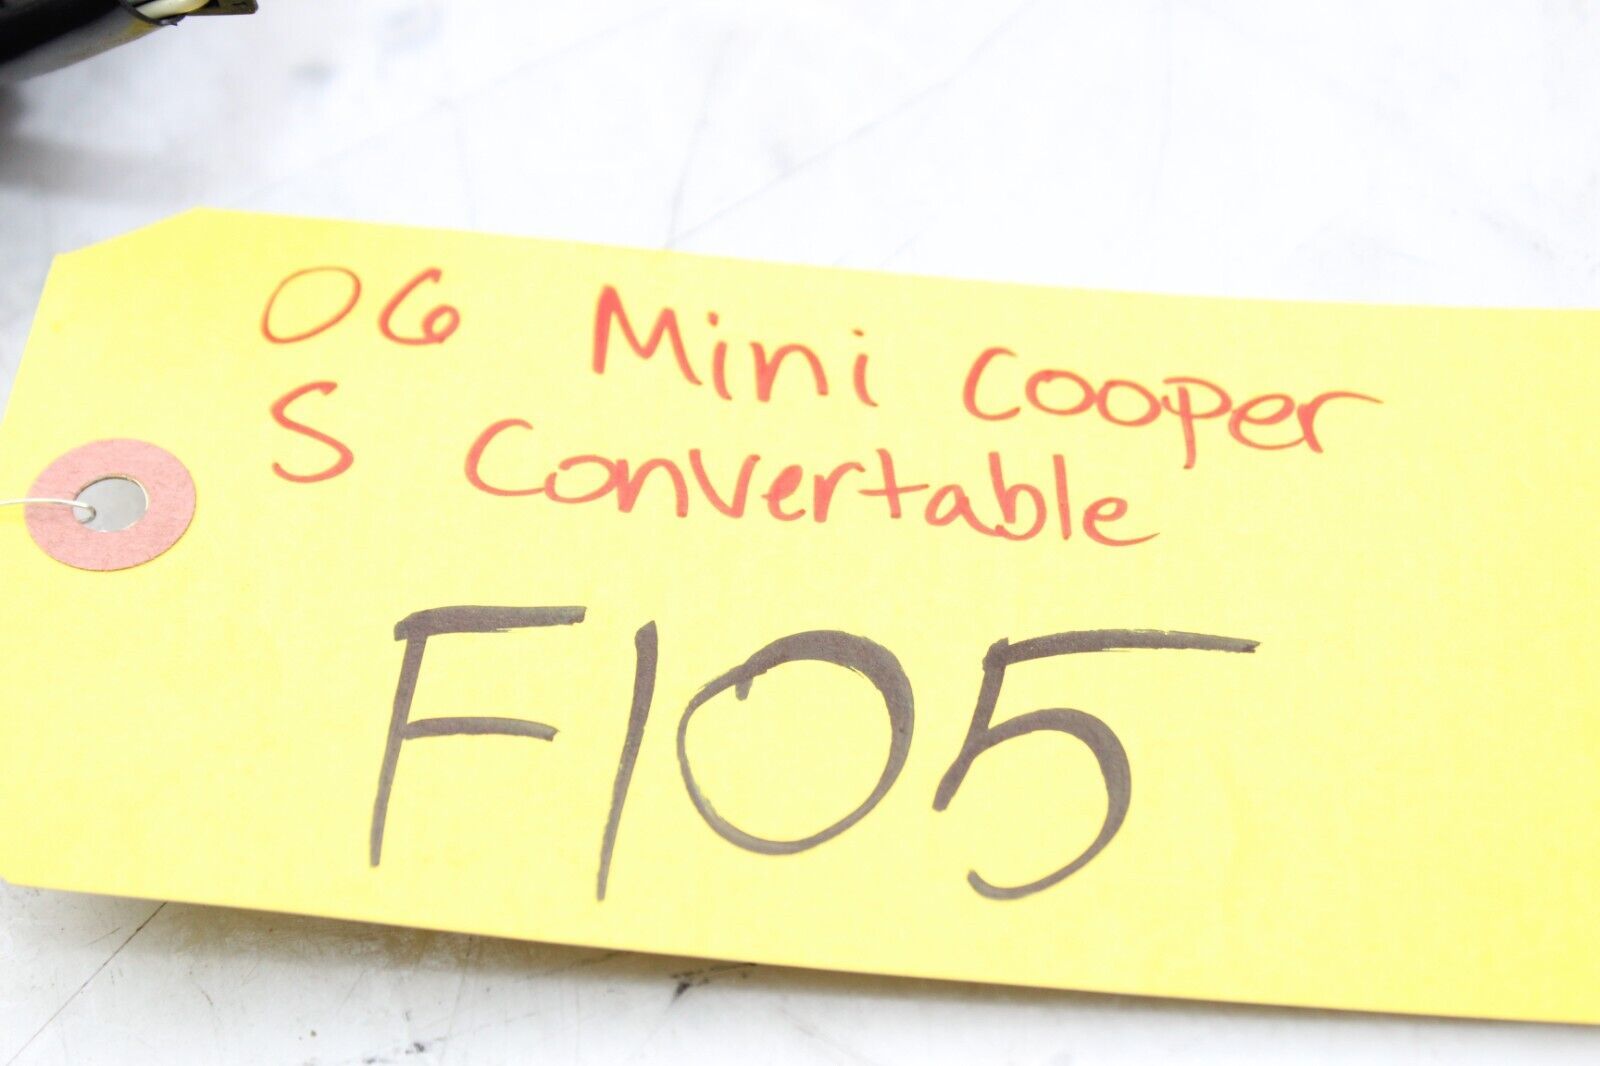 06 Mini Cooper
S Convertable
F105